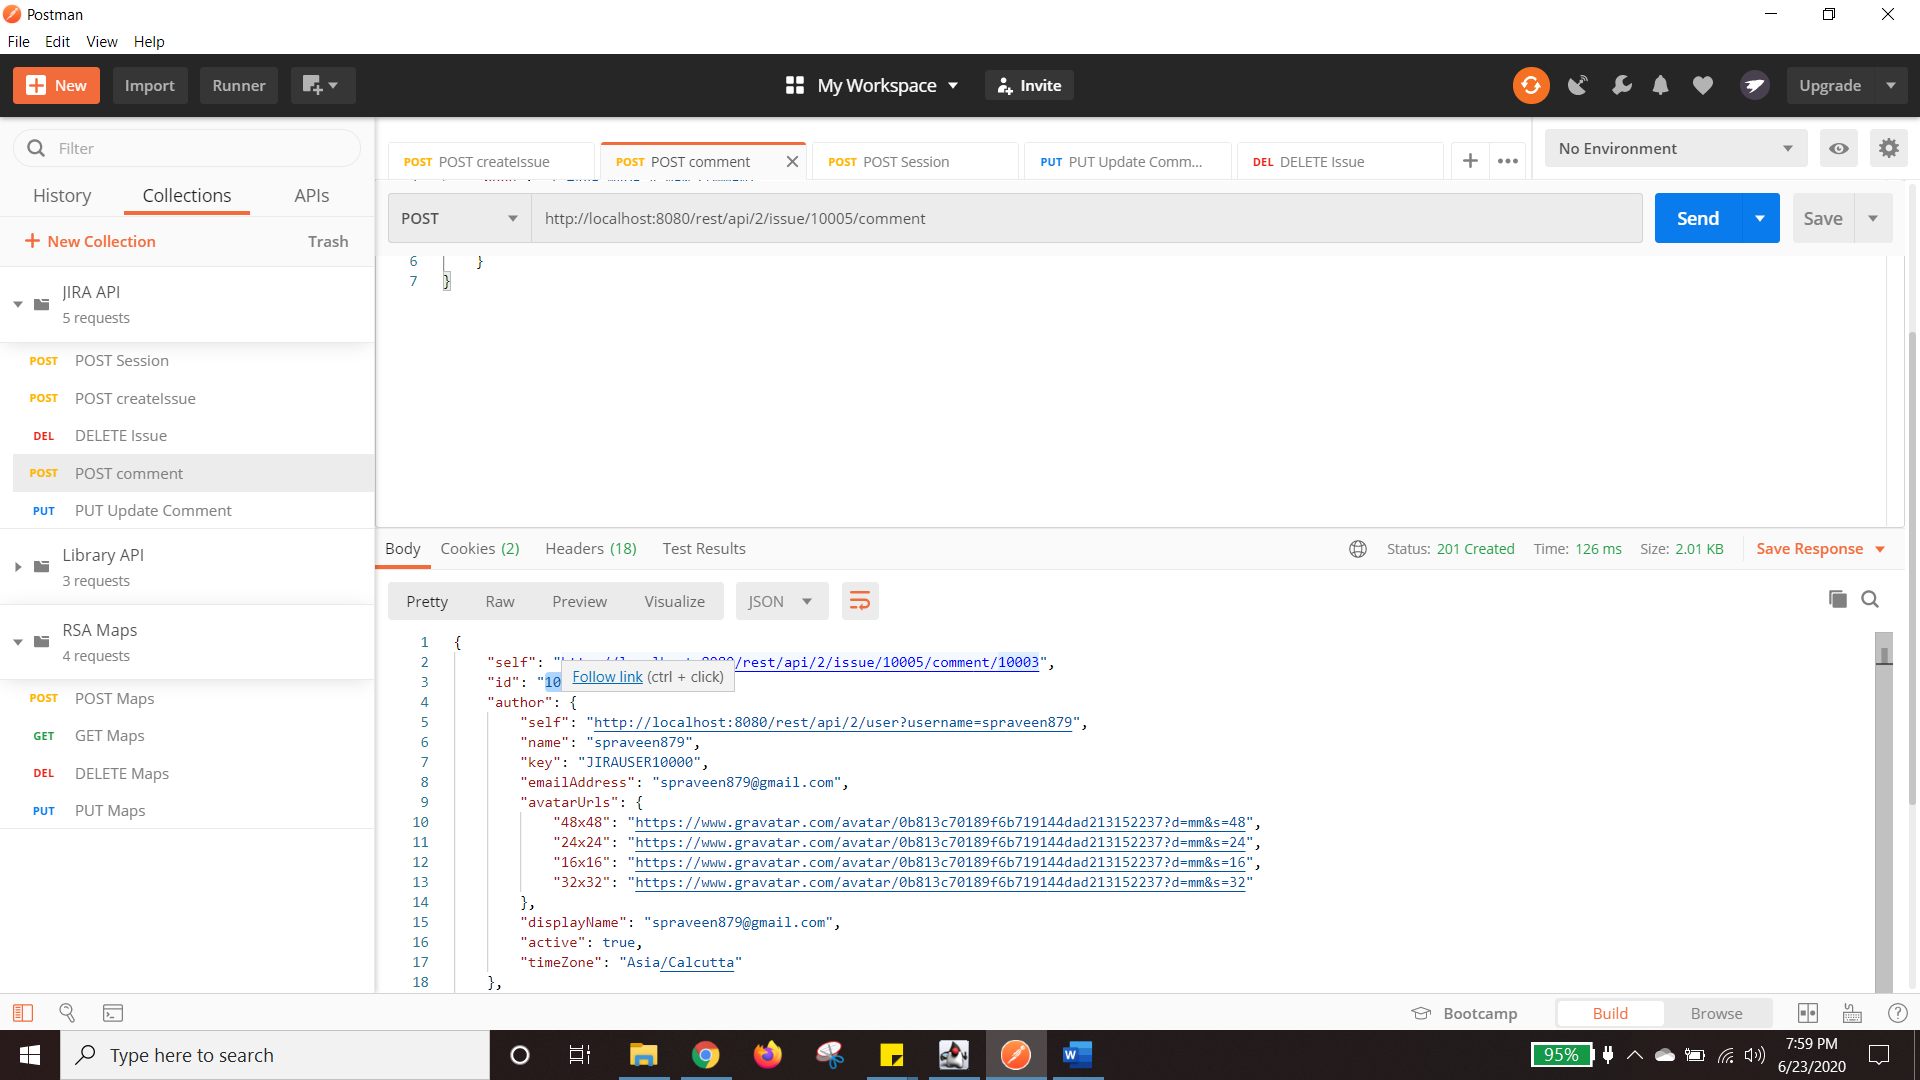 Postman
File Edit View Help
New Import Runner My Workspace Invite Upgrade
Filter
History Collections APIs
New Collection Trash
JIRA API
5 requests
POST POST Session
POST POST createIssue
DEL DELETE Issue
POST POST comment
PUT PUT Update Comment
Library API
3 requests
RSA Maps
4 requests
POST POST Maps
GET GET Maps
DEL DELETE Maps
PUT PUT Maps
POST POST createIssue POST POST comment POST POST Session PUT PUT Update Comm... DEL DELETE Issue
No Environment
POST http://localhost:8080/rest/api/2/issue/10005/comment Send Save
6 }
7 }
Body Cookies (2) Headers (18) Test Results Status: 201 Created Time: 126 ms Size: 2.01 KB Save Response
Pretty Raw Preview Visualize JSON
1 {
2 "self": "/rest/api/2/issue/10005/comment/10003",
3 "id": "10
Follow link (ctrl + click)
4 "author": {
5 "self": "http://localhost:8080/rest/api/2/user?username=spraveen879",
6 "name": "spraveen879",
7 "key": "JIRAUSER10000",
8 "emailAddress": "spraveen879@gmail.com",
9 "avatarUrls": {
10 "48x48": "https://www.gravatar.com/avatar/0b813c70189f6b719144dad213152237?d=mm&s=48",
11 "24x24": "https://www.gravatar.com/avatar/0b813c70189f6b719144dad213152237?d=mm&s=24",
12 "16x16": "https://www.gravatar.com/avatar/0b813c70189f6b719144dad213152237?d=mm&s=16",
13 "32x32": "https://www.gravatar.com/avatar/0b813c70189f6b719144dad213152237?d=mm&s=32"
14 },
15 "displayName": "spraveen879@gmail.com",
16 "active": true,
17 "timeZone": "Asia/Calcutta"
18 },
Bootcamp Build Browse
Type here to search
95%
7:59 PM
6/23/2020